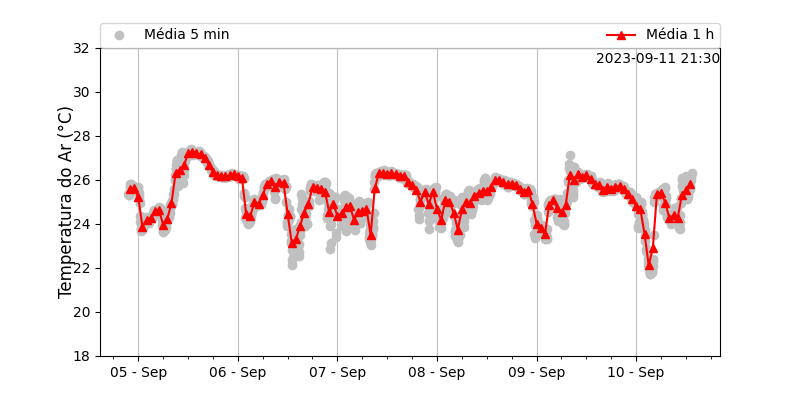 Média 5 min
Média 1 h
2023-09-11 21:30
Temperatura do Ar (°C)
32
30
28
26
24
22
20
18
05 - Sep
06 - Sep
07 - Sep
08 - Sep
09 - Sep
10 - Sep